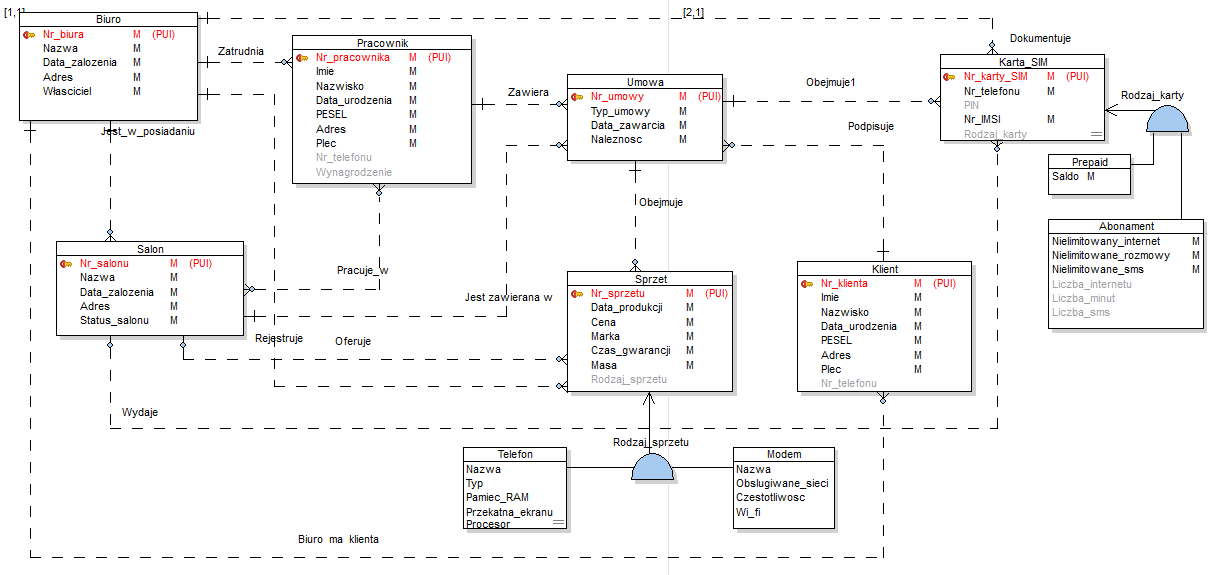 [1,1]
[2,1]
Biuro
Nr_biura M (PUI)
Nazwa M
Data_zalozenia M
Adres M
Właściciel M
Zatrudnia
Pracownik
Nr_pracownika M (PUI)
Imie M
Nazwisko M
Data_urodzenia M
PESEL M
Adres M
Plec M
Nr_telefonu
Wynagrodzenie
Zawiera
Umowa
Nr_umowy M (PUI)
Typ_umowy M
Data_zawarcia M
Naleznosc M
Obejmuje1
Podpisuje
Dokumentuje
Karta_SIM
Nr_karty_SIM M (PUI)
Nr_telefonu M
PIN
Nr_IMSI M
Rodzaj_karty
Rodzaj_karty
Prepaid
Saldo M
Abonament
Nielimitowany_internet M
Nielimitowane_rozmowy M
Nielimitowane_sms M
Liczba_internetu
Liczba_minut
Liczba_sms
Jest_w_posiadaniu
Salon
Nr_salonu M (PUI)
Nazwa M
Data_zalozenia M
Adres M
Status_salonu M
Pracuje_w
Obejmuje
Jest zawierana w
Rejestruje
Oferuje
Sprzet
Nr_sprzetu M (PUI)
Data_produkcji M
Cena M
Marka M
Czas_gwarancji M
Masa M
Rodzaj_sprzetu
Klient
Nr_klienta M (PUI)
Imie M
Nazwisko M
Data_urodzenia M
PESEL M
Adres M
Plec M
Nr_telefonu
Wydaje
Rodzaj_sprzetu
Telefon
Nazwa
Typ
Pamiec_RAM
Przekatna_ekranu
Procesor
Modem
Nazwa
Obslugiwane_sieci
Czestotliwosc
Wi_fi
Biuro ma klienta